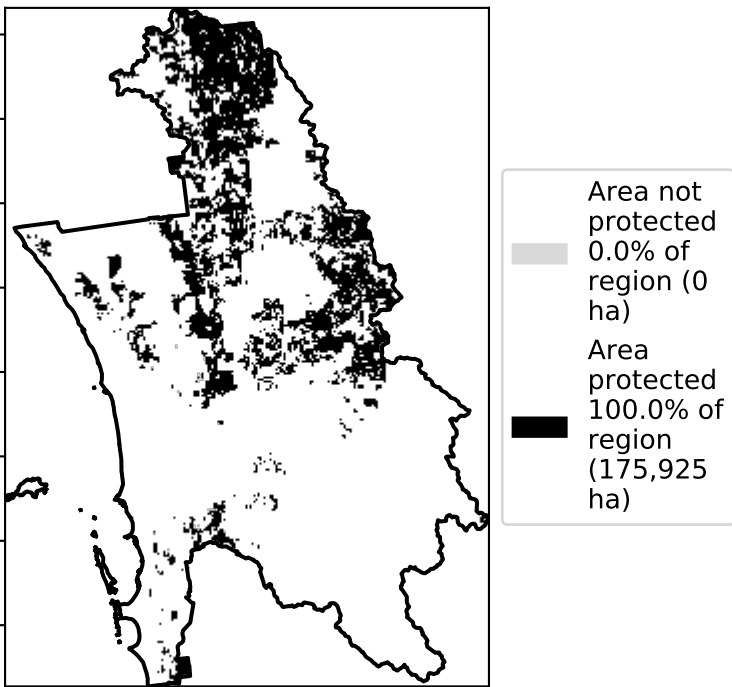 Area not
protected
0.0% of
region (0
ha)
Area
protected
100.0% of
region
(175,925
ha)